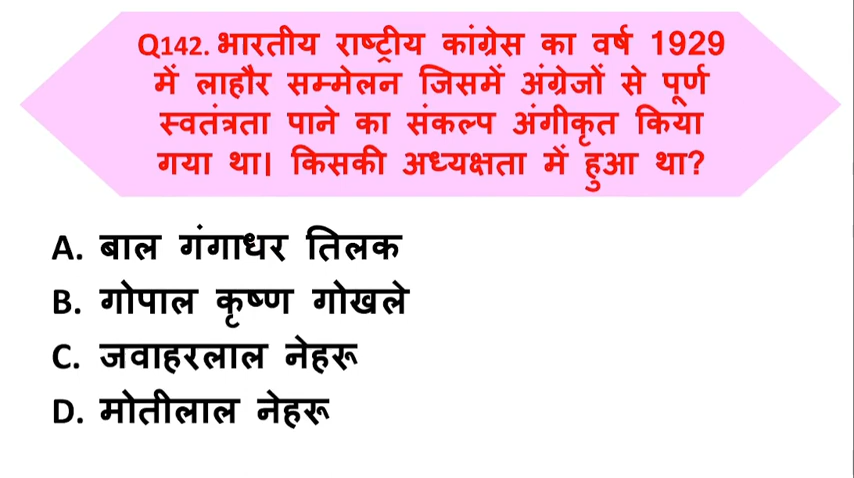 Q142. भारतीय राष्ट्रीय कांग्रेस का वर्ष 1929
में लाहौर सम्मेलन जिसमें अंग्रेजों से पूर्ण
स्वतंत्रता पाने का संकल्प अंगीकृत किया
गया था। किसकी अध्यक्षता में हुआ था?
A. बाल गंगाधर तिलक
B. गोपाल कृष्ण गोखले
C. जवाहरलाल नेहरू
D. मोतीलाल नेहरू